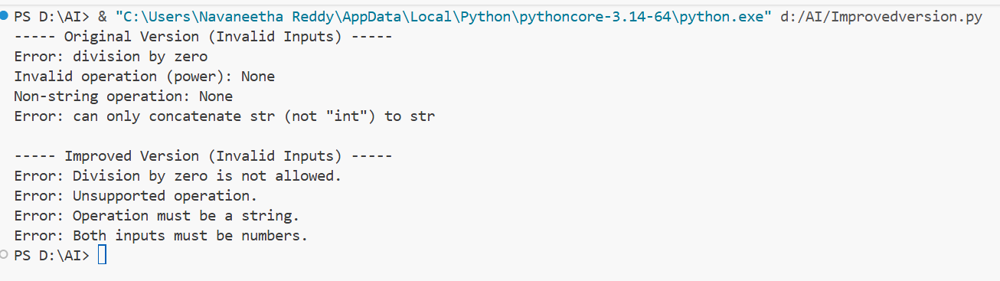 PS D:\AI> & "C:\Users\Navaneetha Reddy\AppData\Local\Python\pythoncore-3.14-64\python.exe" d:/AI/Improvedversion.py
----- Original Version (Invalid Inputs) -----
Error: division by zero
Invalid operation (power): None
Non-string operation: None
Error: can only concatenate str (not "int") to str
----- Improved Version (Invalid Inputs) -----
Error: Division by zero is not allowed.
Error: Unsupported operation.
Error: Operation must be a string.
Error: Both inputs must be numbers.
PS D:\AI>